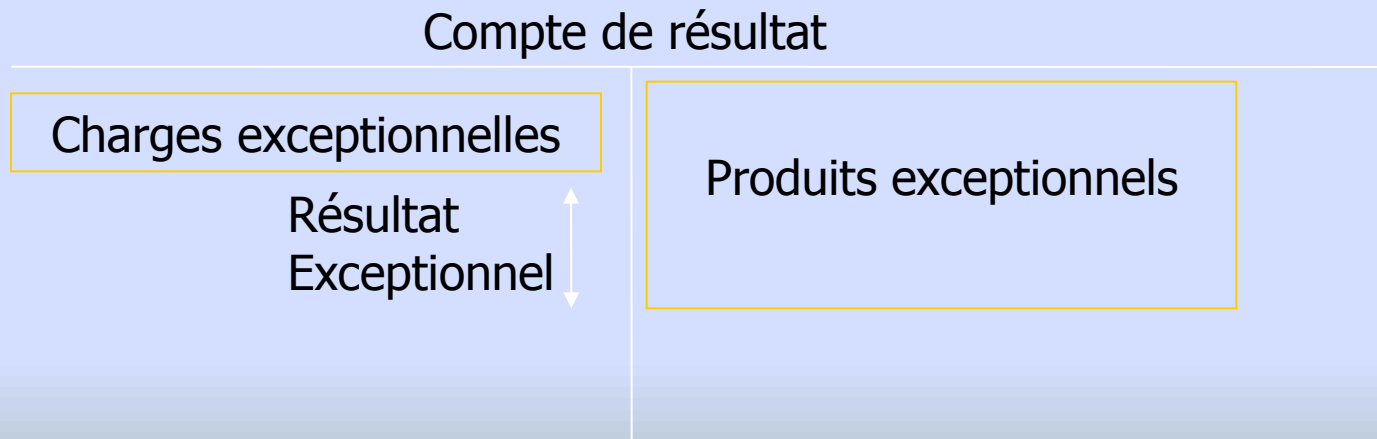 Compte de résultat
Charges exceptionnelles
Résultat
Exceptionnel
Produits exceptionnels